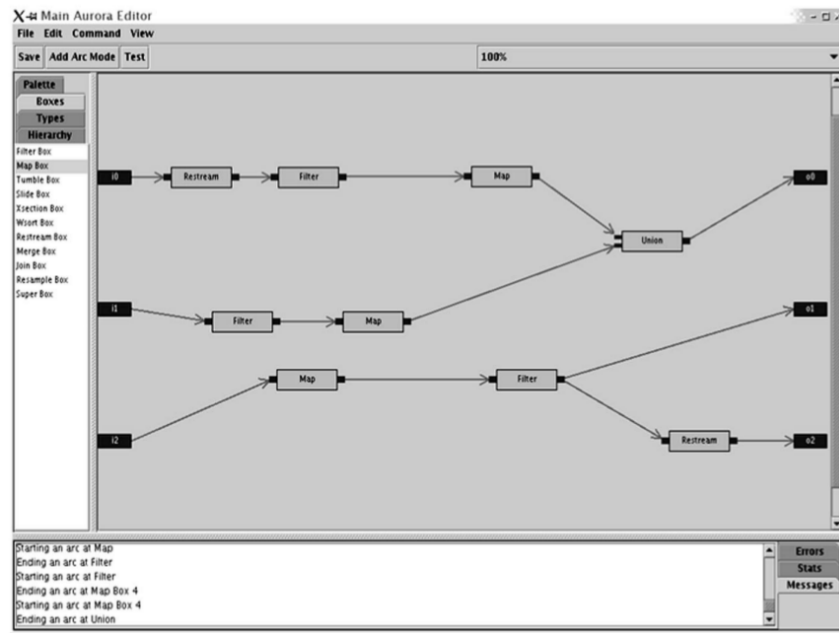 Main Aurora Editor
File Edit Command View
Save Add Arc Mode Test 100%
Palette
Boxes
Types
Hierarchy
Filter Box
Map Box
Tumble Box
Slide Box
Xsection Box
Wsort Box
Restream Box
Merge Box
Join Box
Resample Box
Super Box
i0 Restream Filter Map o0
Union
i1 Filter Map o1
Map Filter
i2 Restream o2
Starting an arc at Map
Ending an arc at Filter
Starting an arc at Filter
Ending an arc at Map Box 4
Starting an arc at Map Box 4
Ending an arc at Union
Errors
Stats
Messages